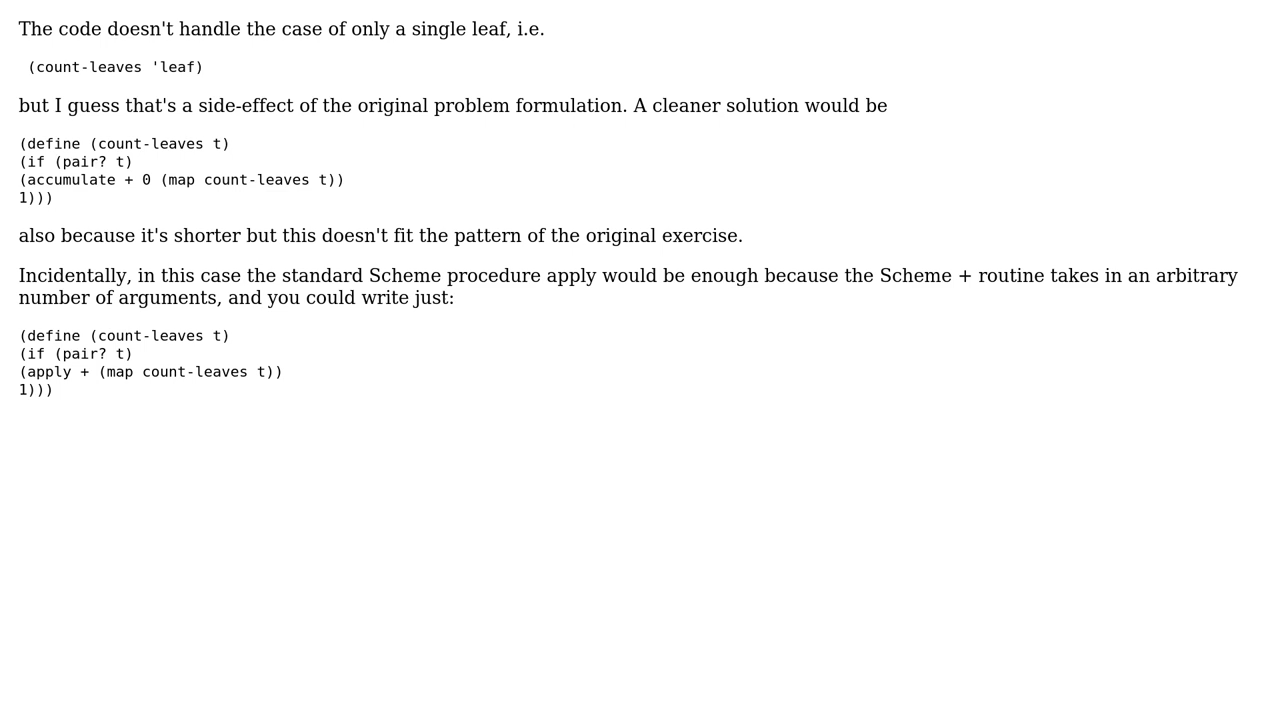 The code doesn't handle the case of only a single leaf, i.e.
(count-leaves 'leaf)
but I guess that's a side-effect of the original problem formulation. A cleaner solution would be
(define (count-leaves t)
(if (pair? t)
(accumulate + 0 (map count-leaves t))
1)))
also because it's shorter but this doesn't fit the pattern of the original exercise.
Incidentally, in this case the standard Scheme procedure apply would be enough because the Scheme + routine takes in an arbitrary
number of arguments, and you could write just:
(define (count-leaves t)
(if (pair? t)
(apply + (map count-leaves t))
1)))